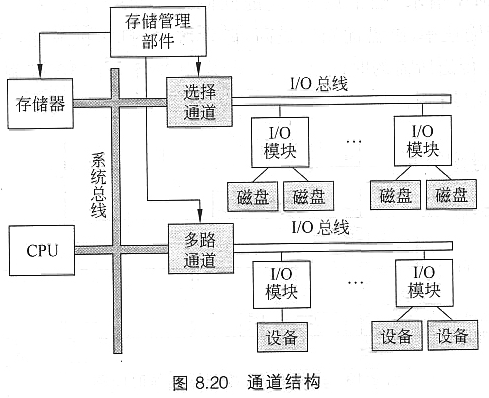 存储管理
部件
存储器
选择
通道
I/O 总线
I/O
模块
…
I/O
模块
磁盘
磁盘
磁盘
磁盘
系统总线
CPU
多路
通道
I/O 总线
I/O
模块
…
I/O
模块
设备
设备
设备
图 8.20 通道结构